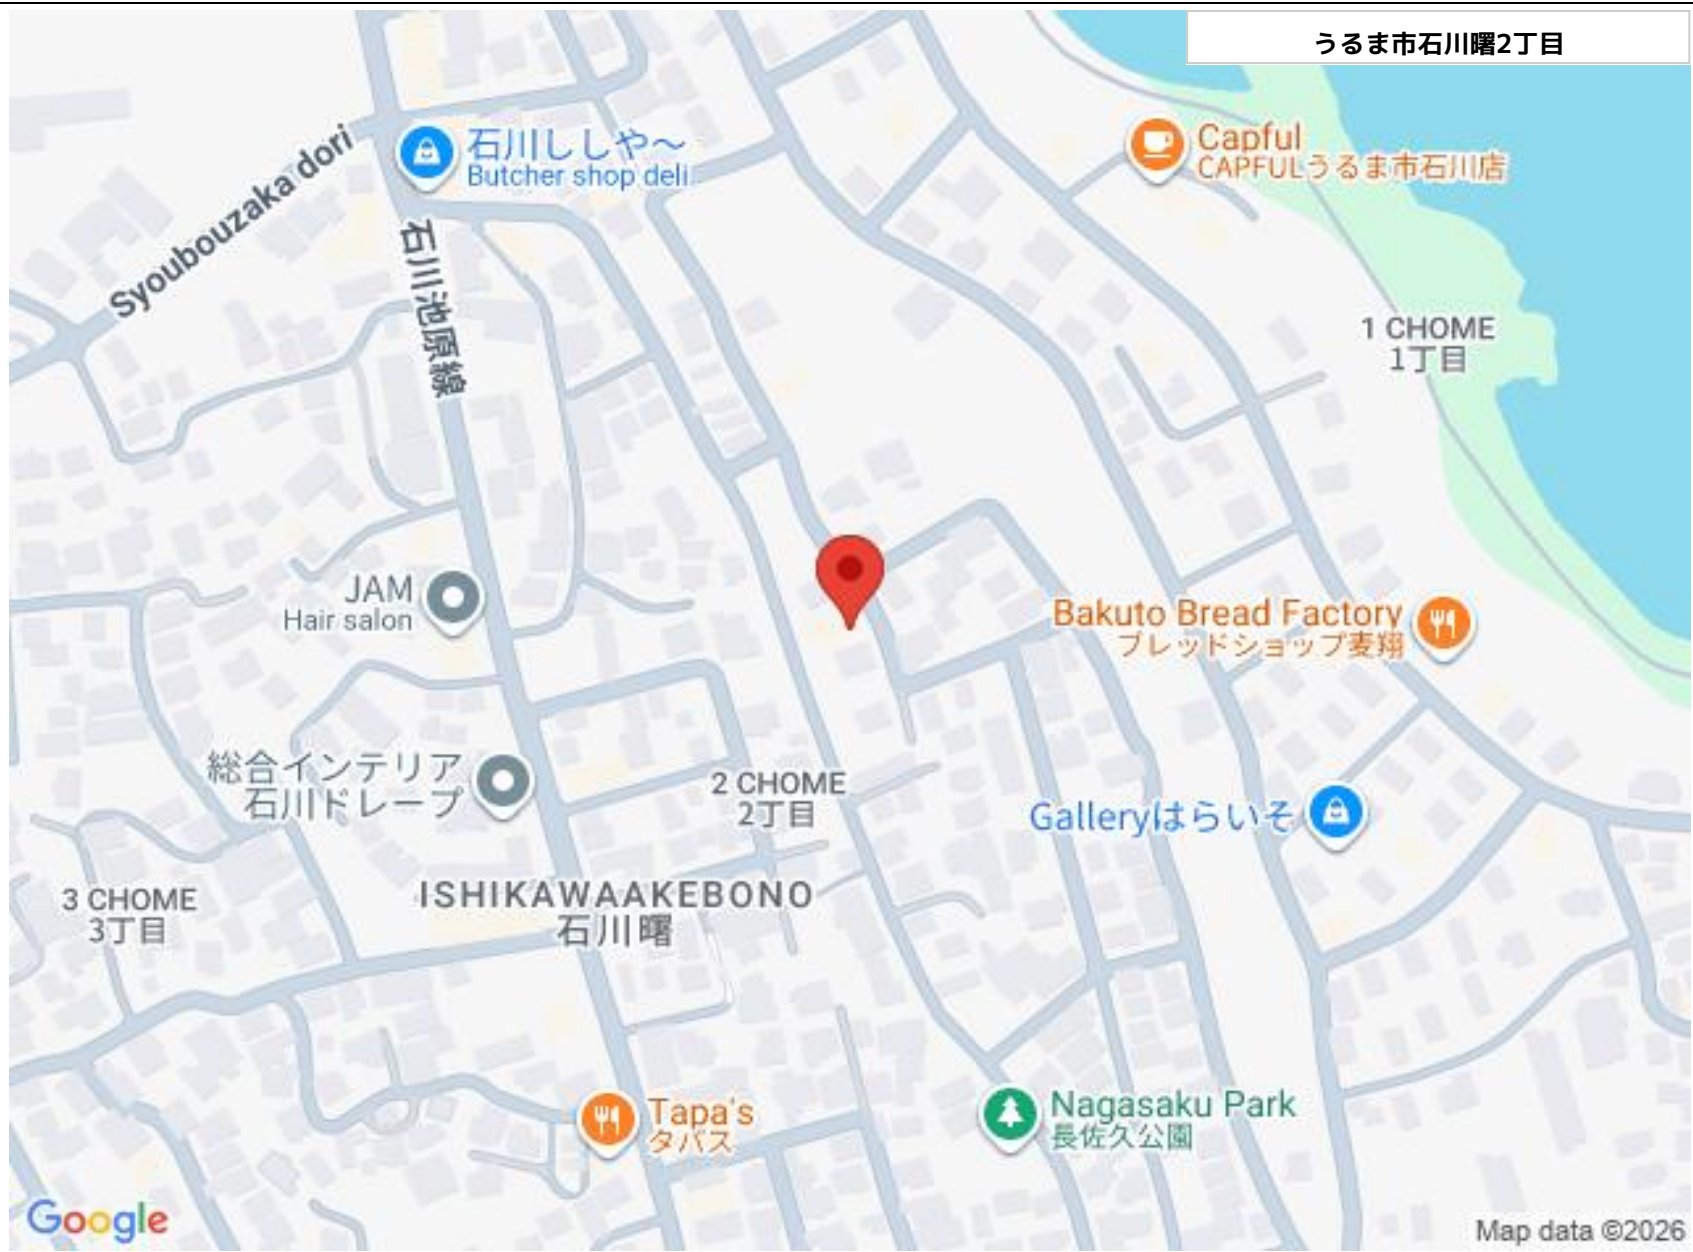 うるま市石川曙2丁目
石川ししや～
Butcher shop deli
Capful
CAPFULうるま市石川店
Syoubouzaka dori
石川池原線
1 CHOME
1丁目
JAM
Hair salon
Bakuto Bread Factory
ブレッドショップ麦翔
総合インテリア
石川ドレープ
2 CHOME
2丁目
Galleryはらいそ
3 CHOME
3丁目
ISHIKAWAAKEBONO
石川曙
Tapa's
タパス
Nagasaku Park
長佐久公園
Google
Map data ©2026